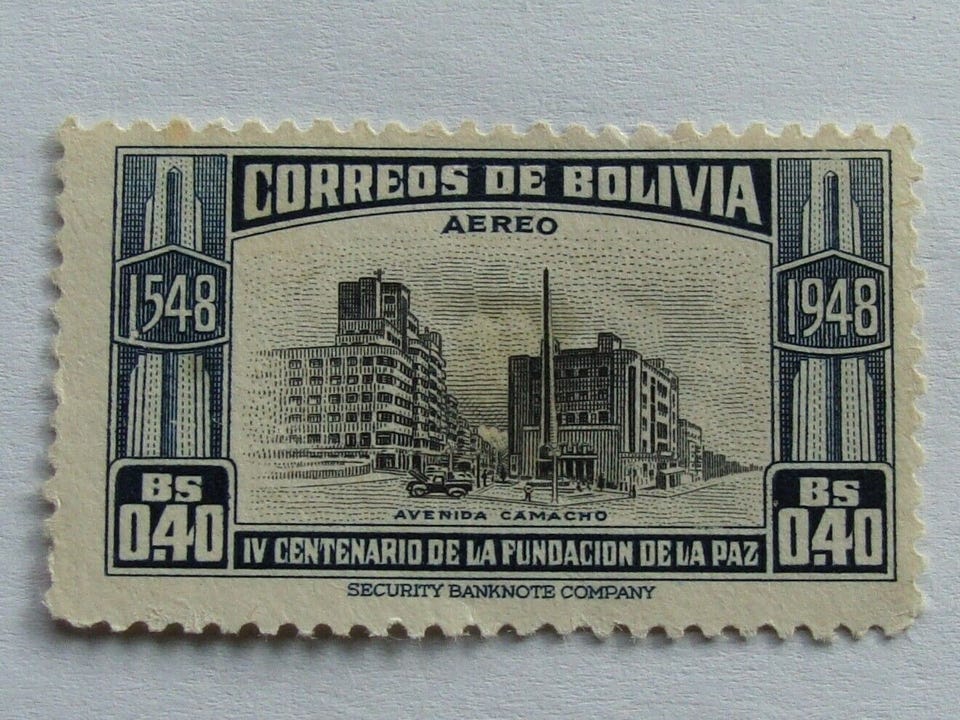 CORREOS DE BOLIVIA
AEREO
1548
1948
AVENIDA CAMACHO
BS
0.40
BS
0.40
IV CENTENARIO DE LA FUNDACION DE LA PAZ
SECURITY BANKNOTE COMPANY